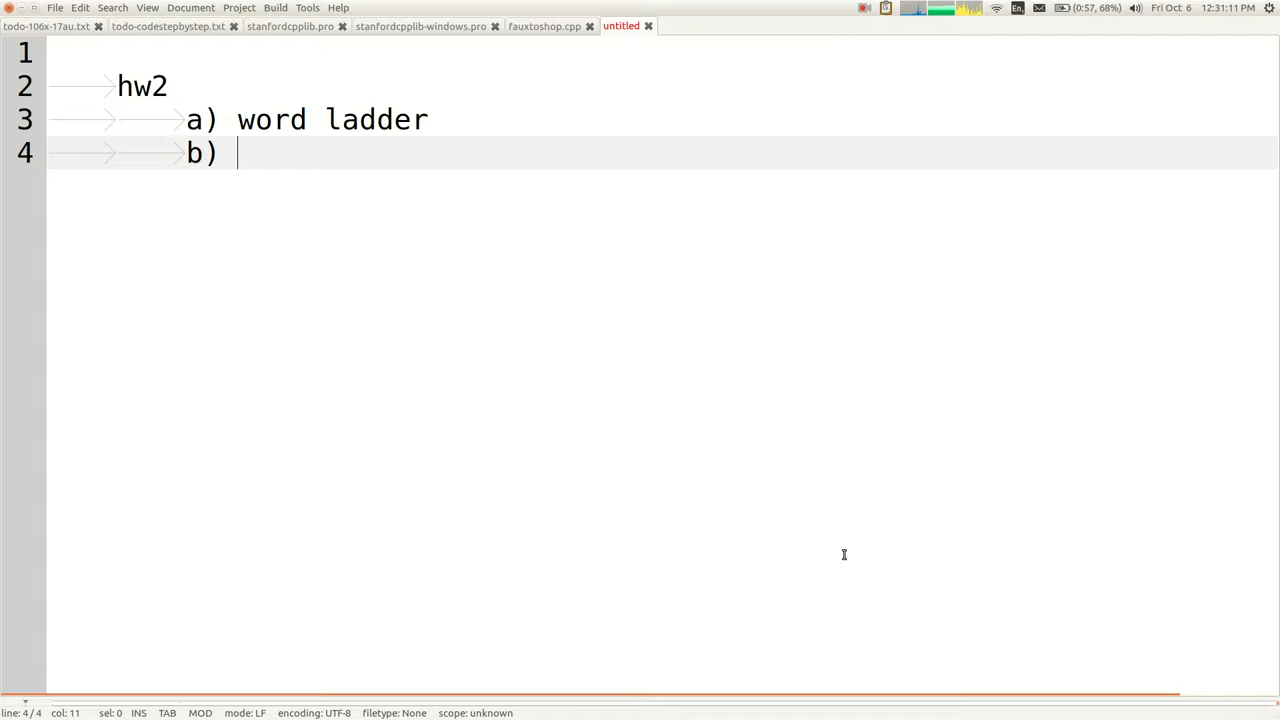 File Edit Search View Document Project Build Tools Help (0:57, 68%) Fri Oct 6 12:31:11 PM
En
todo-106x-17au.txt todo-codestepbystep.txt stanfordcpplib.pro stanfordcpplib-windows.pro fauxtoshop.cpp untitled
1
2 hw2
3 a) word ladder
4 b)
line: 4 / 4 col: 11 sel: 0 INS TAB MOD mode: LF encoding: UTF-8 filetype: None scope: unknown